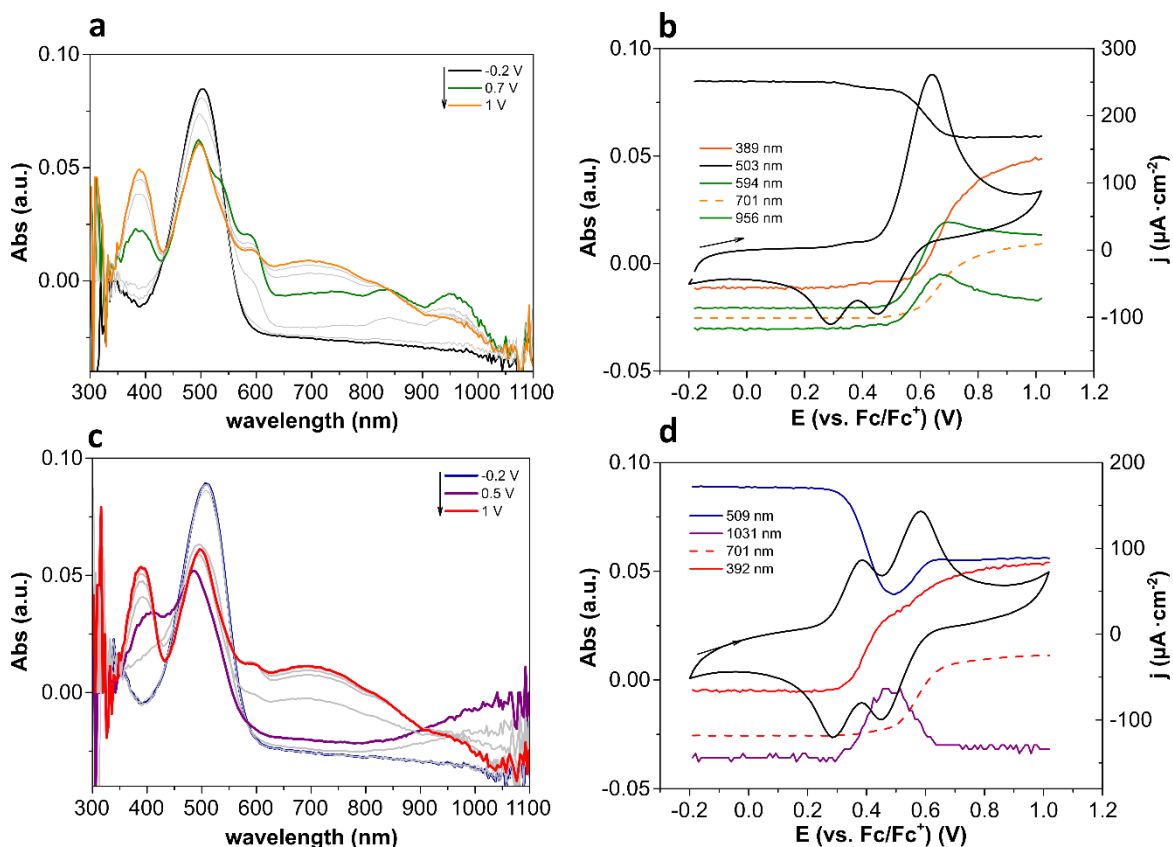 a
0.10
0.05
0.00
Abs (a.u.)
-0.2 V
0.7 V
1 V
300 400 500 600 700 800 900 1000 1100
wavelength (nm)
b
0.10
0.05
0.00
-0.05
Abs (a.u.)
389 nm
503 nm
594 nm
701 nm
956 nm
300
200
100
0
-100
j (µA·cm-2)
-0.2 0.0 0.2 0.4 0.6 0.8 1.0 1.2
E (vs. Fc/Fc+) (V)
c
0.10
0.05
0.00
Abs (a.u.)
-0.2 V
0.5 V
1 V
300 400 500 600 700 800 900 1000 1100
wavelength (nm)
d
0.10
0.05
0.00
-0.05
Abs (a.u.)
509 nm
1031 nm
701 nm
392 nm
200
100
0
-100
j (µA·cm-2)
-0.2 0.0 0.2 0.4 0.6 0.8 1.0 1.2
E (vs. Fc/Fc+) (V)